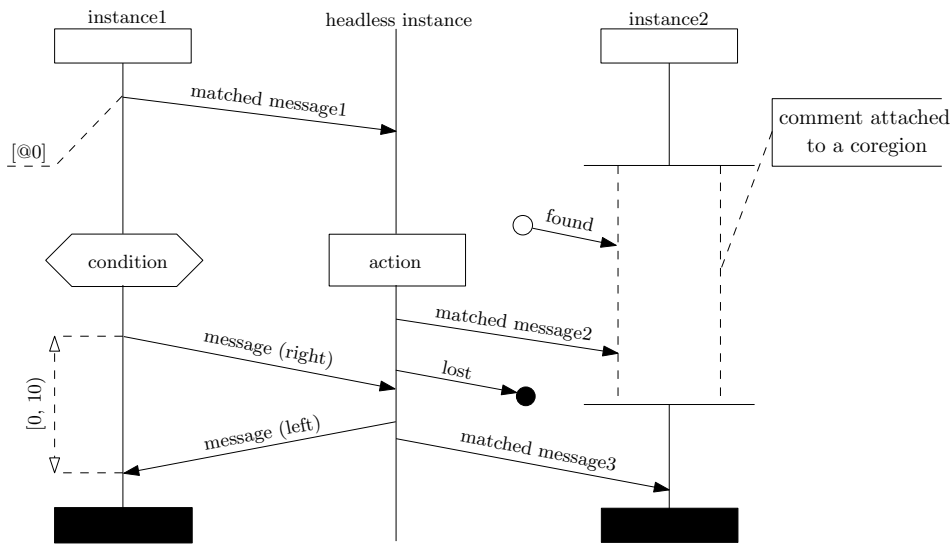 instance1
headless instance
instance2
matched message1
comment attached
to a coregion
[@0]
found
condition
action
matched message2
message (right)
lost
[0, 10)
message (left)
matched message3